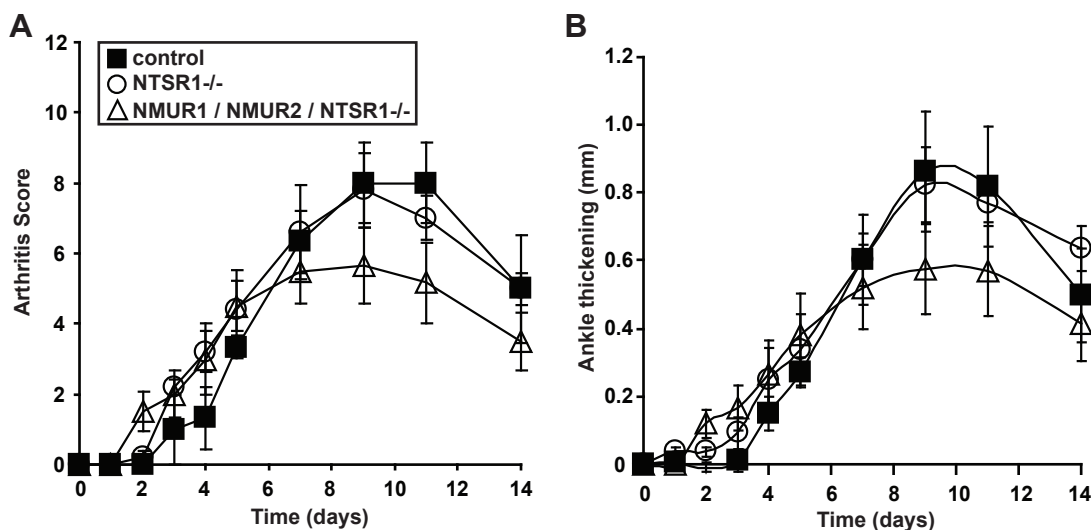 A
B
12
10
8
6
4
2
0
Arthritis Score
control
NTSR1-/-
NMUR1 / NMUR2 / NTSR1-/-
0 2 4 6 8 10 12 14
Time (days)
1.2
1.0
0.8
0.6
0.4
0.2
0
Ankle thickening (mm)
0 2 4 6 8 10 12 14
Time (days)